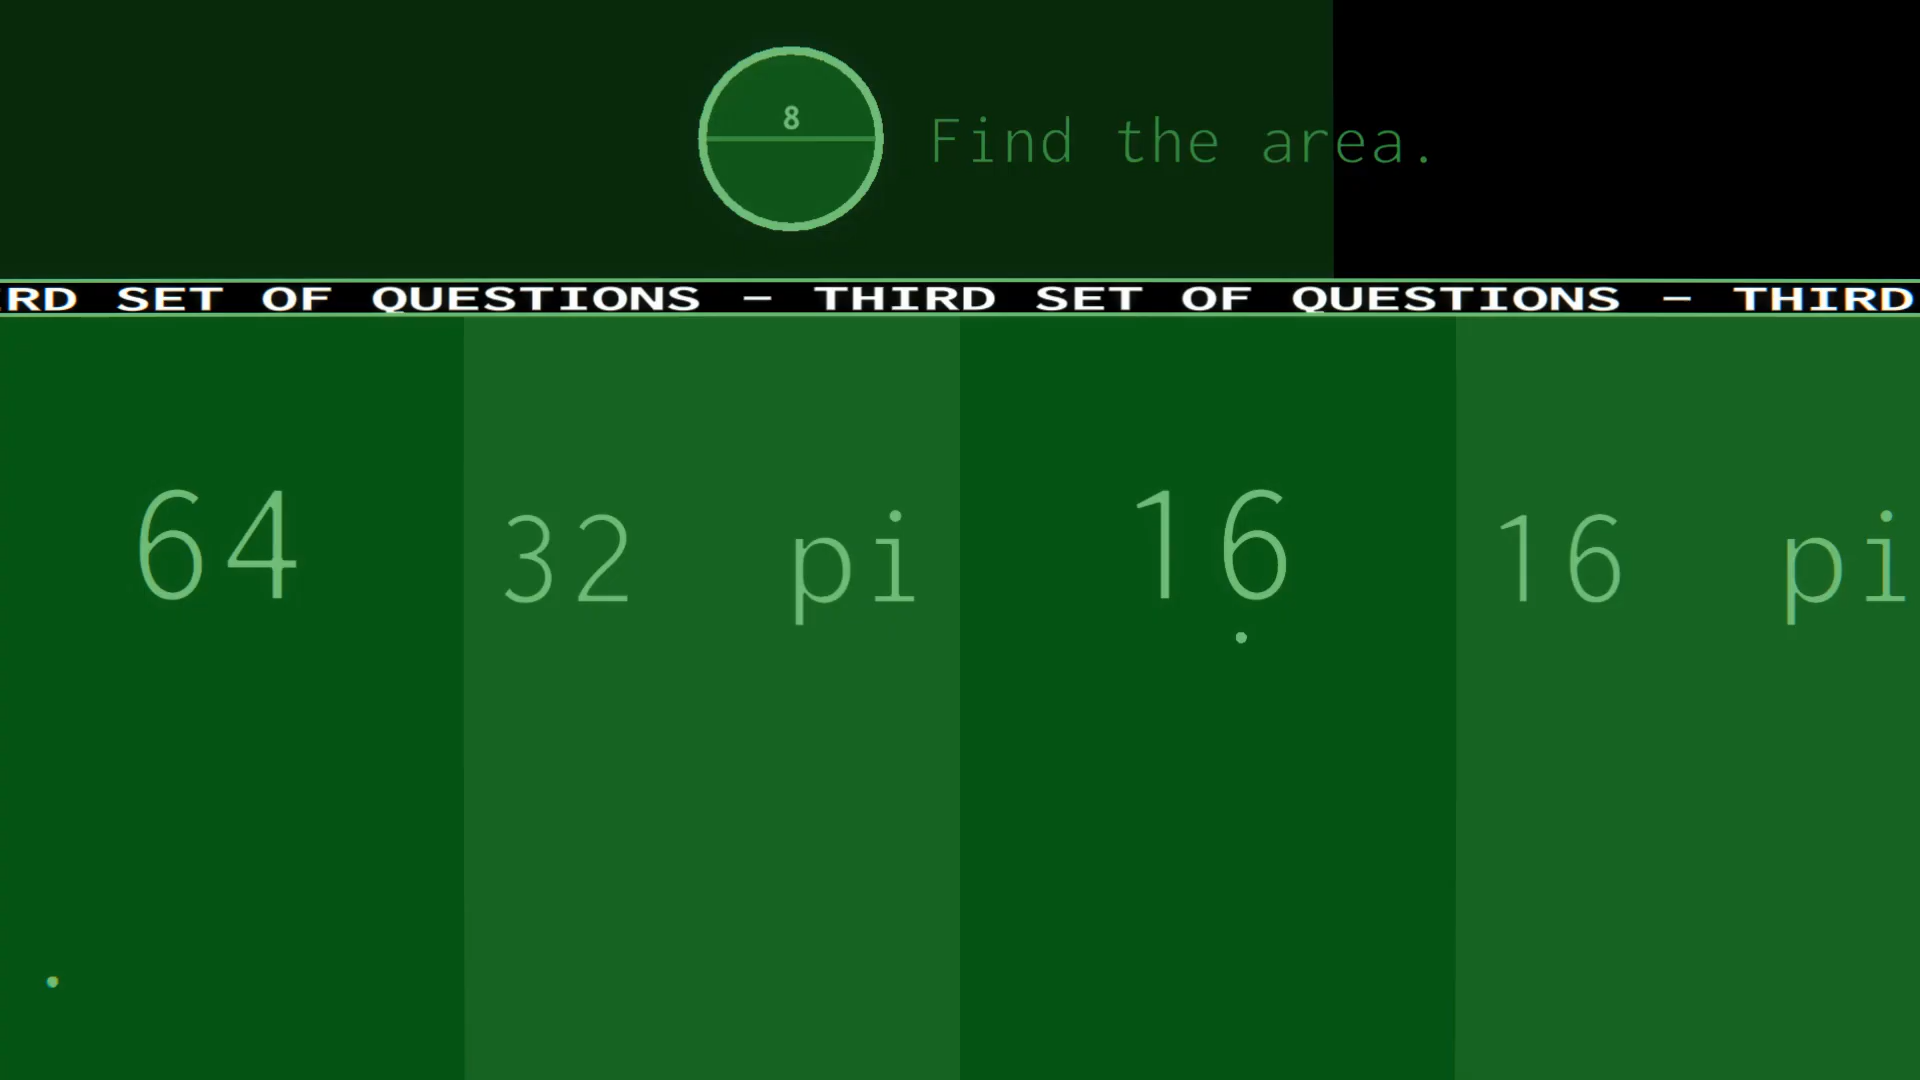 8
Find the area.
RD SET OF QUESTIONS - THIRD SET OF QUESTIONS - THIRD
64
32 pi
16
16 pi